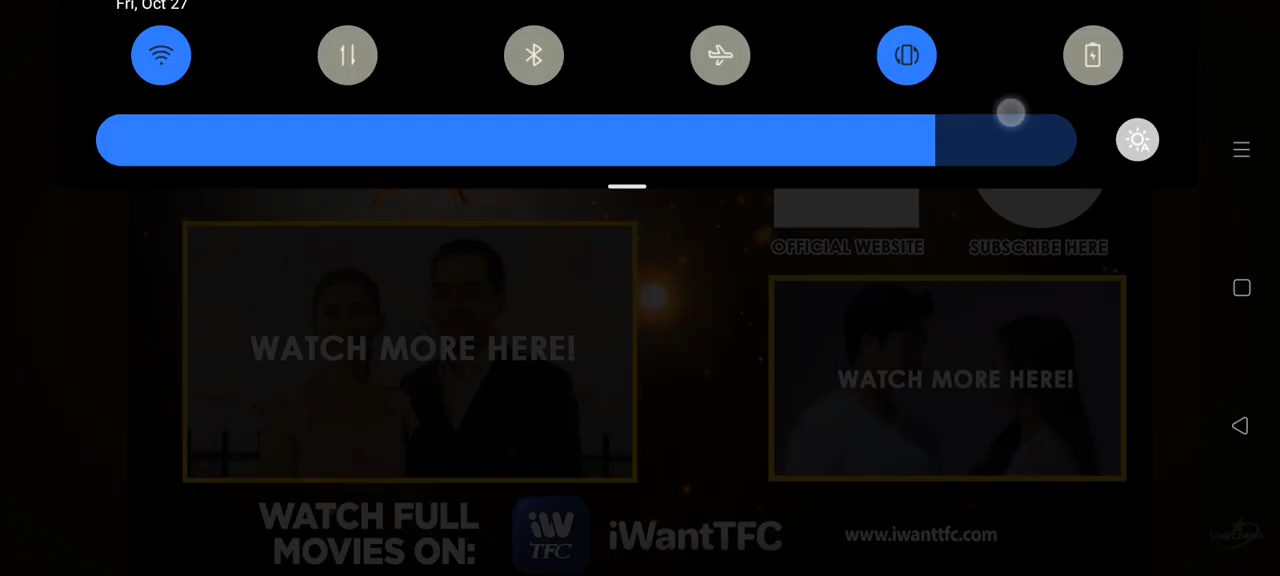 Fri, Oct 27
OFFICIAL WEBSITE
SUBSCRIBE HERE
WATCH MORE HERE!
WATCH MORE HERE!
WATCH FULL
MOVIES ON:
iW
TFC
iWantTFC
www.iwanttfc.com